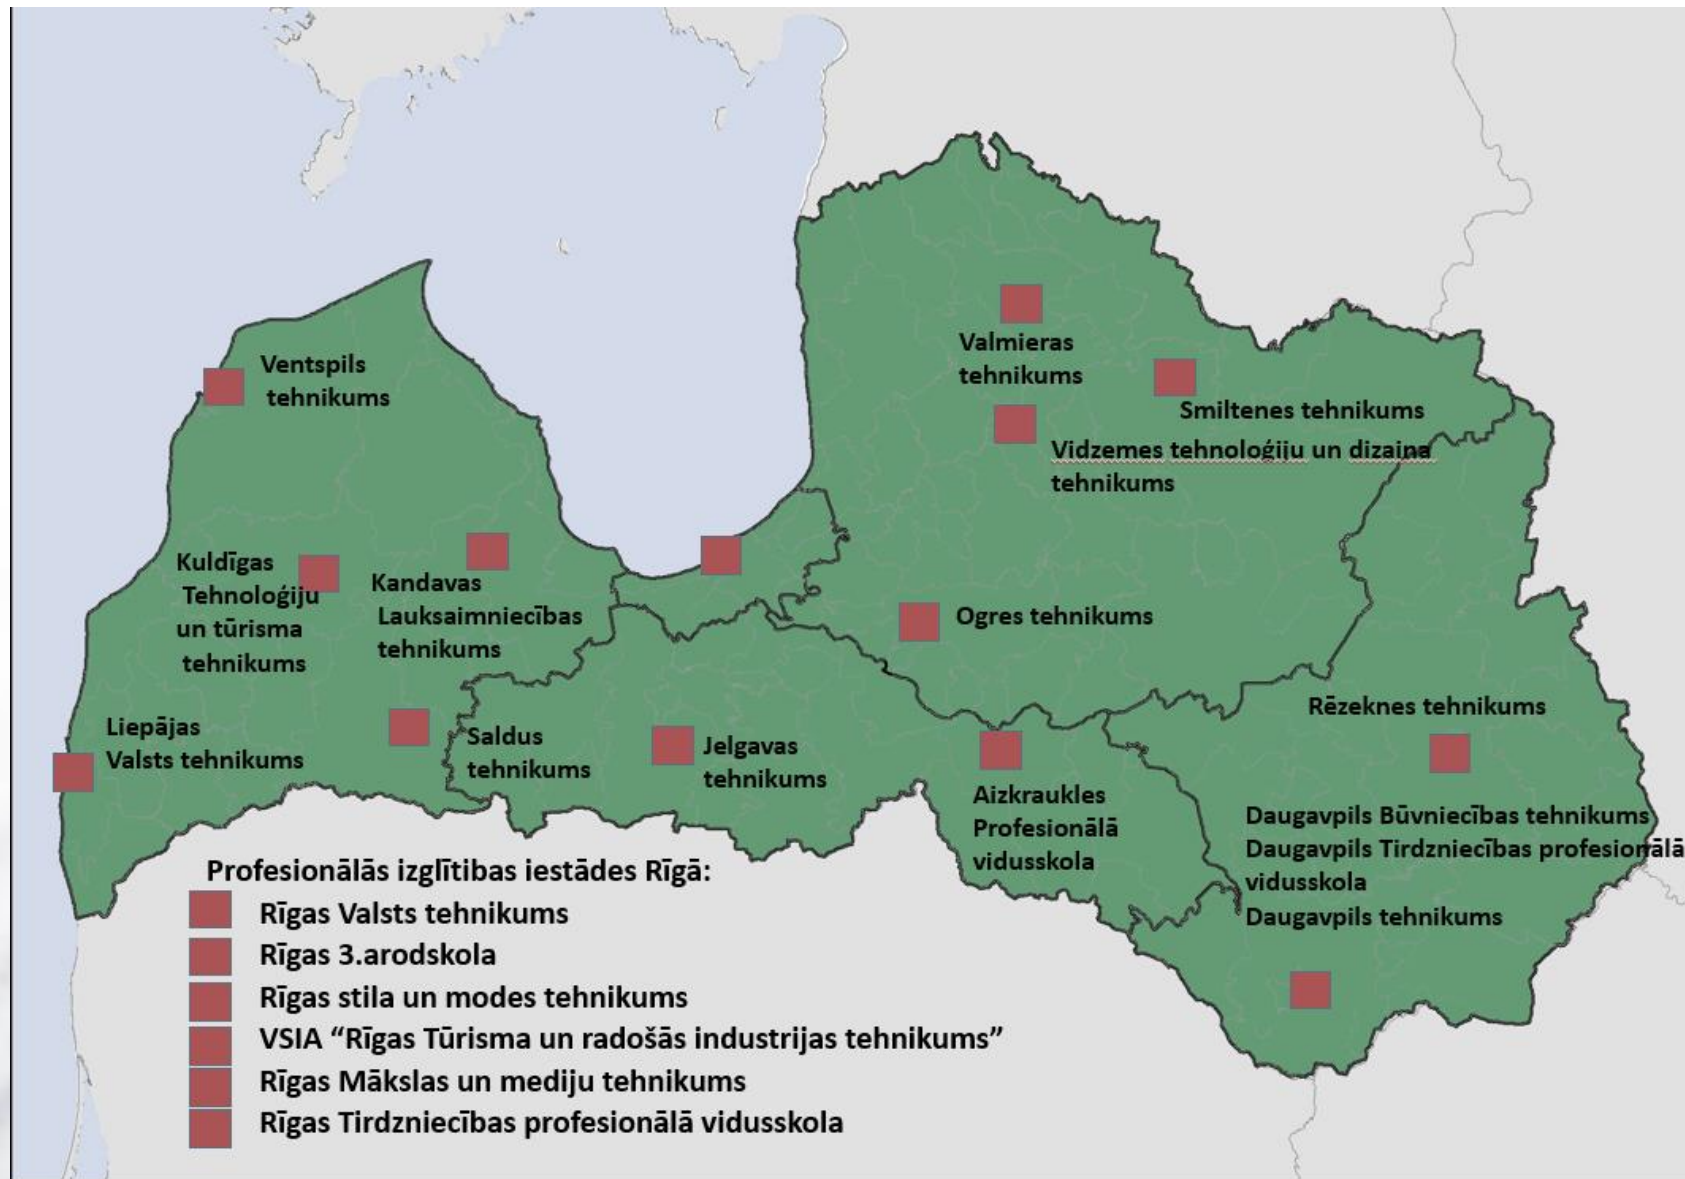 Ventspils
tehnikums
Valmieras
tehnikums
Smiltenes tehnikums
Vidzemes tehnoloģiju un dizaina
tehnikums
Kuldīgas
Tehnoloģiju
un tūrisma
tehnikums
Kandavas
Lauksaimniecības
tehnikums
Ogres tehnikums
Liepājas
Valsts tehnikums
Saldus
tehnikums
Jelgavas
tehnikums
Aizkraukles
Profesionālā
vidusskola
Rēzeknes tehnikums
Daugavpils Būvniecības tehnikums
Daugavpils Tirdzniecības profesionālā
vidusskola
Daugavpils tehnikums
Profesionālās izglītibas iestādes Rīgā:
Rīgas Valsts tehnikums
Rīgas 3.arodskola
Rīgas stila un modes tehnikums
VSIA “Rīgas Tūrisma un radošās industrijas tehnikums”
Rīgas Mākslas un mediju tehnikums
Rīgas Tirdzniecības profesionālā vidusskola